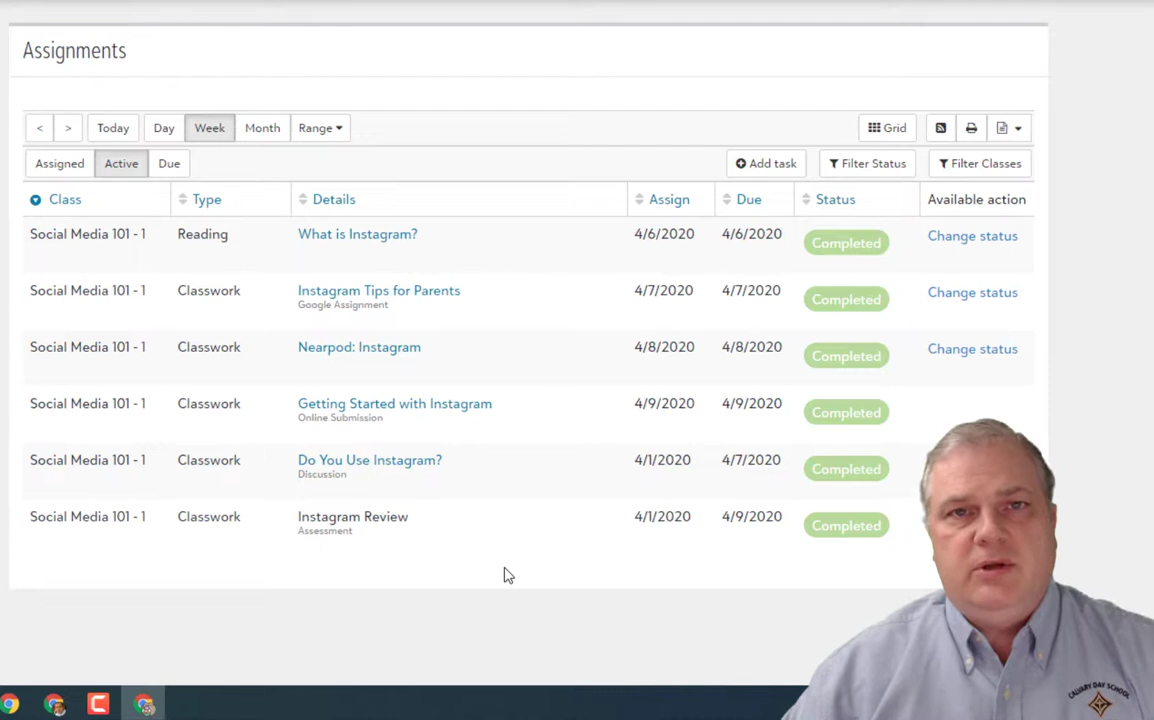 Assignments
< > Today Day Week Month Range Grid
Assigned Active Due Add task Filter Status Filter Classes
Class Type Details Assign Due Status Available action
Social Media 101 - 1 Reading What is Instagram? 4/6/2020 4/6/2020 Completed Change status
Social Media 101 - 1 Classwork Instagram Tips for Parents 4/7/2020 4/7/2020 Completed Change status
Google Assignment
Social Media 101 - 1 Classwork Nearpod: Instagram 4/8/2020 4/8/2020 Completed Change status
Social Media 101 - 1 Classwork Getting Started with Instagram 4/9/2020 4/9/2020 Completed
Online Submission
Social Media 101 - 1 Classwork Do You Use Instagram? 4/1/2020 4/7/2020 Completed
Discussion
Social Media 101 - 1 Classwork Instagram Review 4/1/2020 4/9/2020 Completed
Assessment
CALVARY DAY SCHOOL